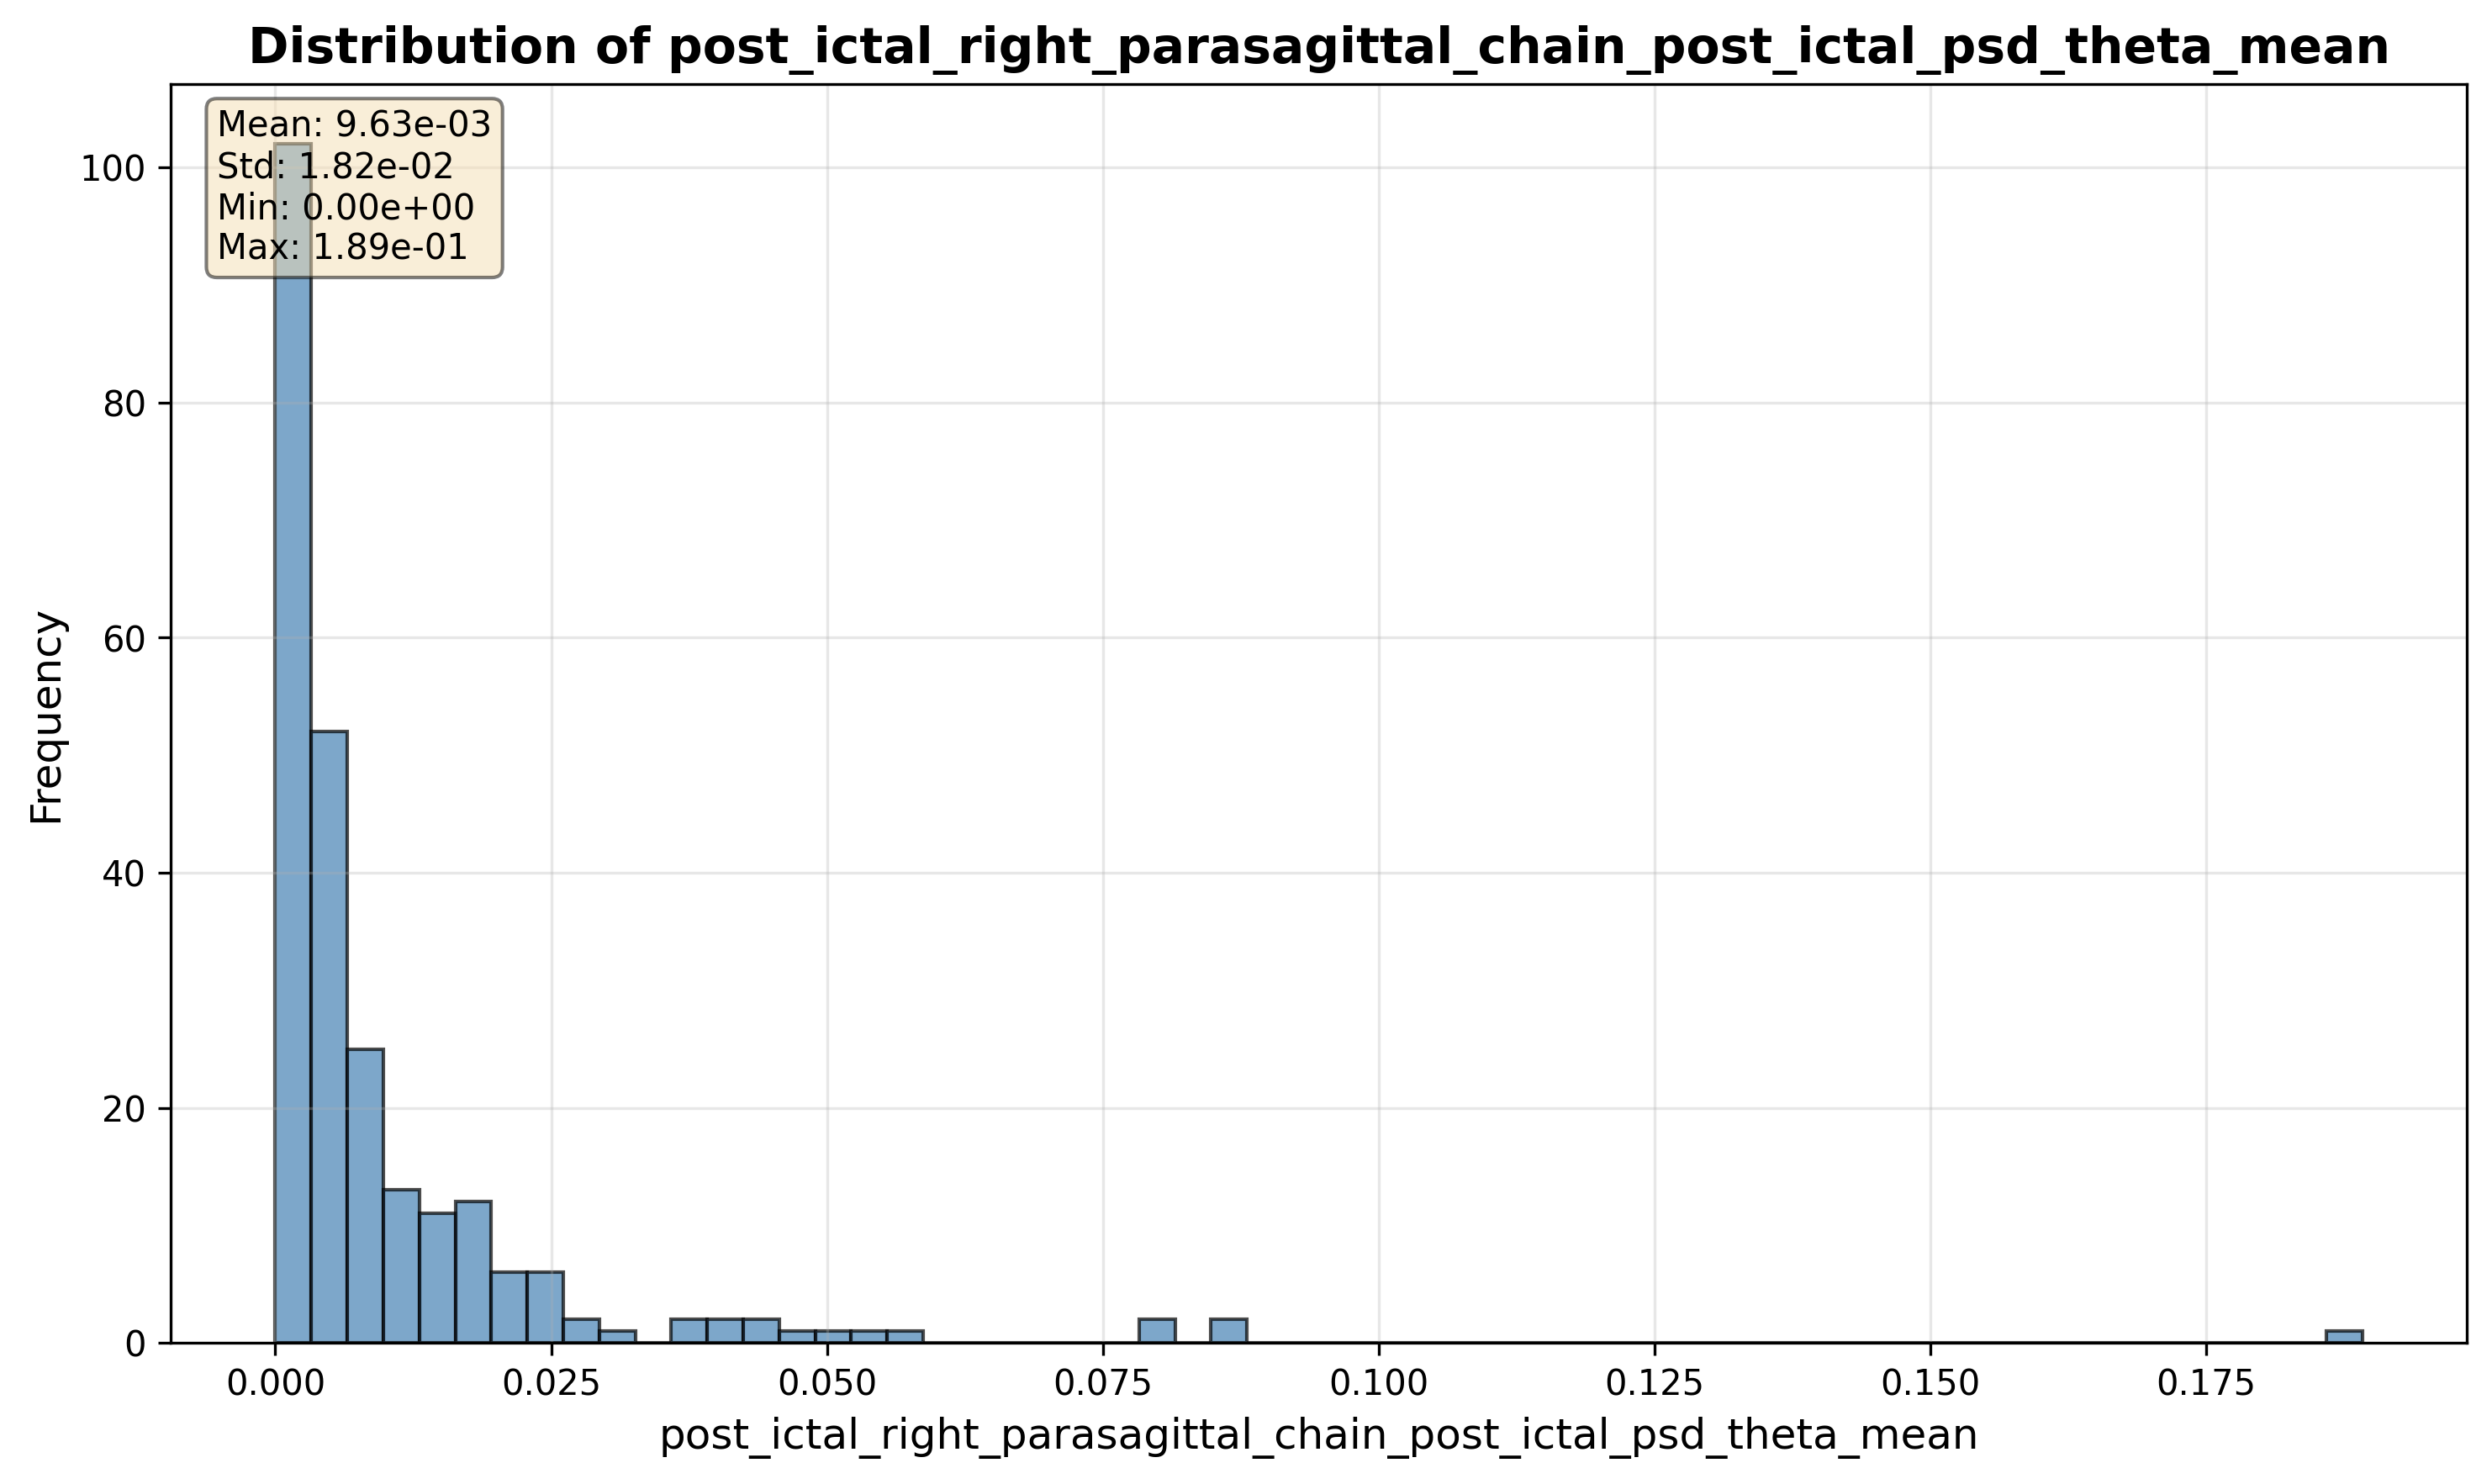 Distribution of post_ictal_right_parasagittal_chain_post_ictal_psd_theta_mean
Mean: 9.63e-03
Std: 1.82e-02
Min: 0.00e+00
Max: 1.89e-01
Frequency
100
80
60
40
20
0
0.000 0.025 0.050 0.075 0.100 0.125 0.150 0.175
post_ictal_right_parasagittal_chain_post_ictal_psd_theta_mean